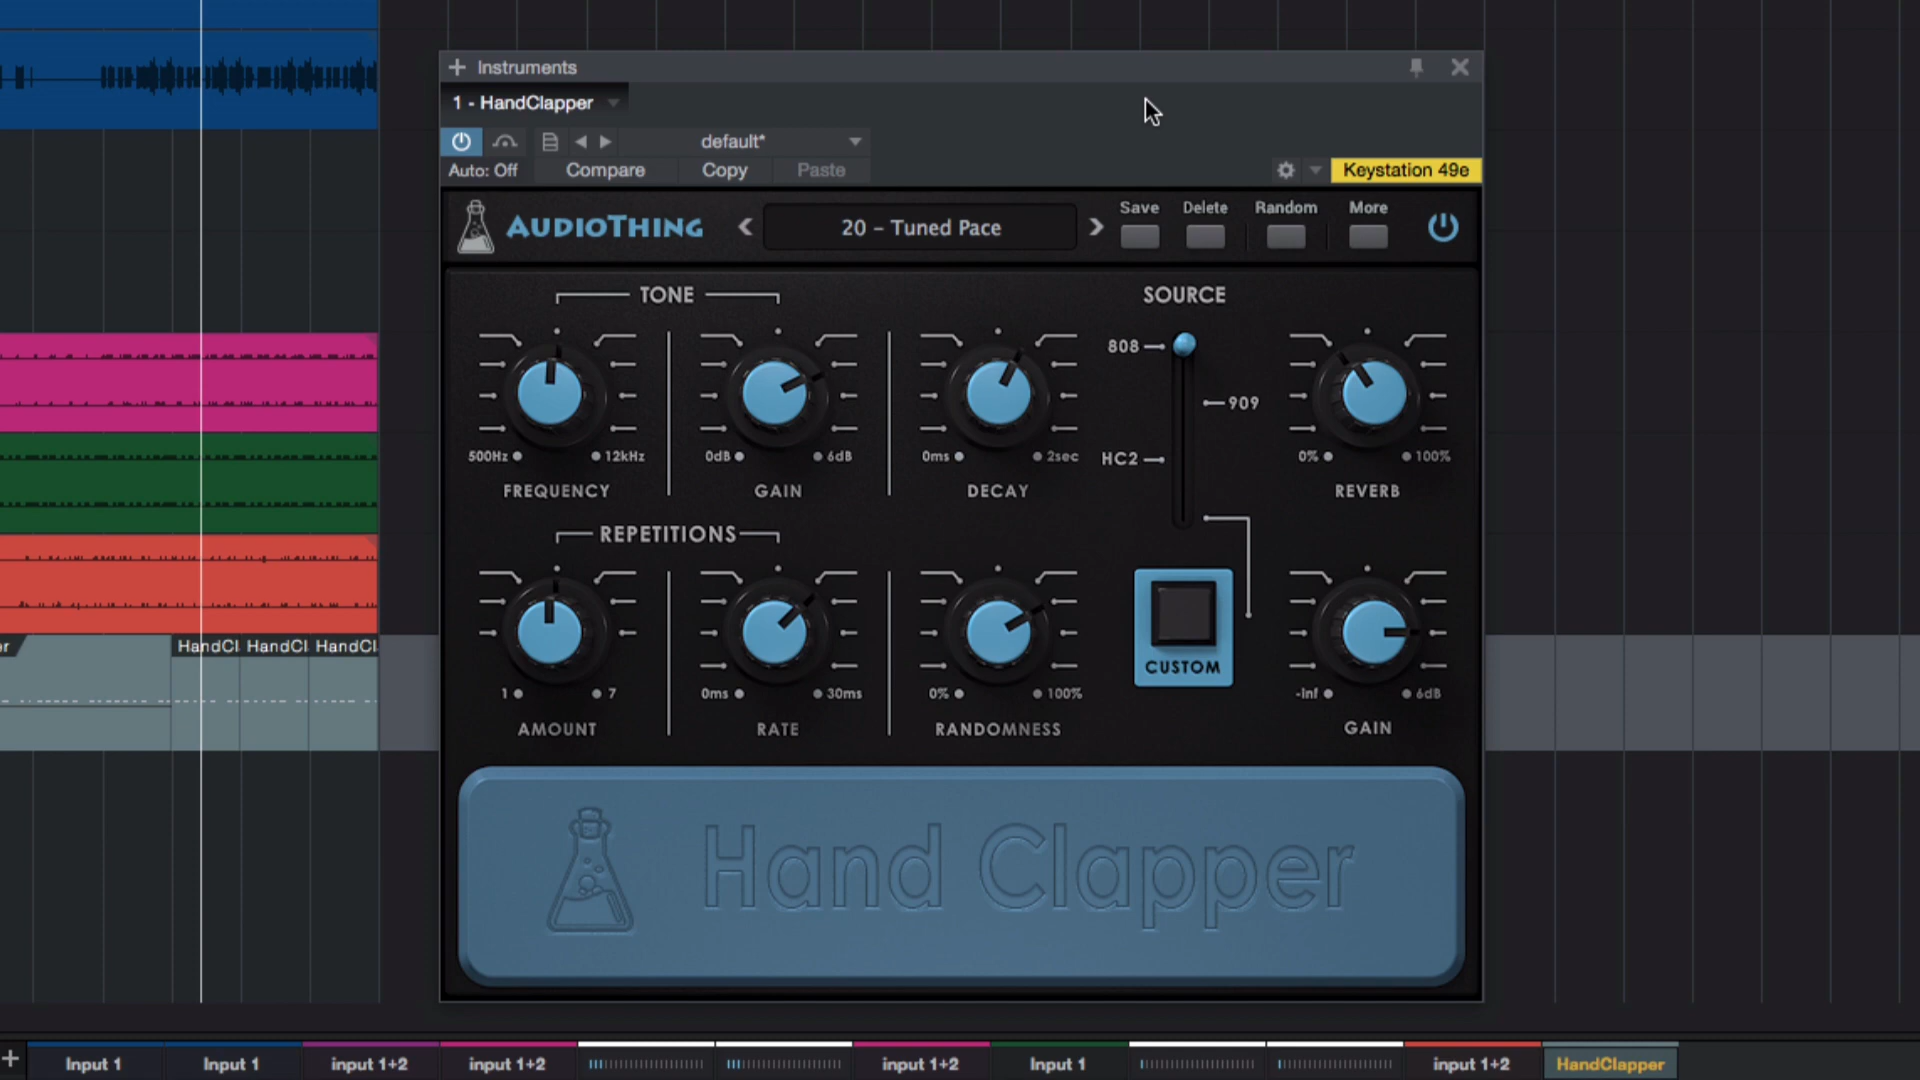 Instruments
1 - HandClapper
default*
Auto: Off
Compare
Copy
Paste
Keystation 49e
AUDIOTHING
20 – Tuned Pace
Save
Delete
Random
More
TONE
SOURCE
808
909
HC2
500Hz
12kHz
0dB
6dB
0ms
2sec
0%
100%
FREQUENCY
GAIN
DECAY
REVERB
REPETITIONS
CUSTOM
1
7
0ms
30ms
0%
100%
-Inf
6dB
AMOUNT
RATE
RANDOMNESS
GAIN
er
HandCl
HandCl
HandCl
Hand Clapper
Input 1
Input 1
input 1+2
input 1+2
input 1+2
Input 1
input 1+2
HandClapper